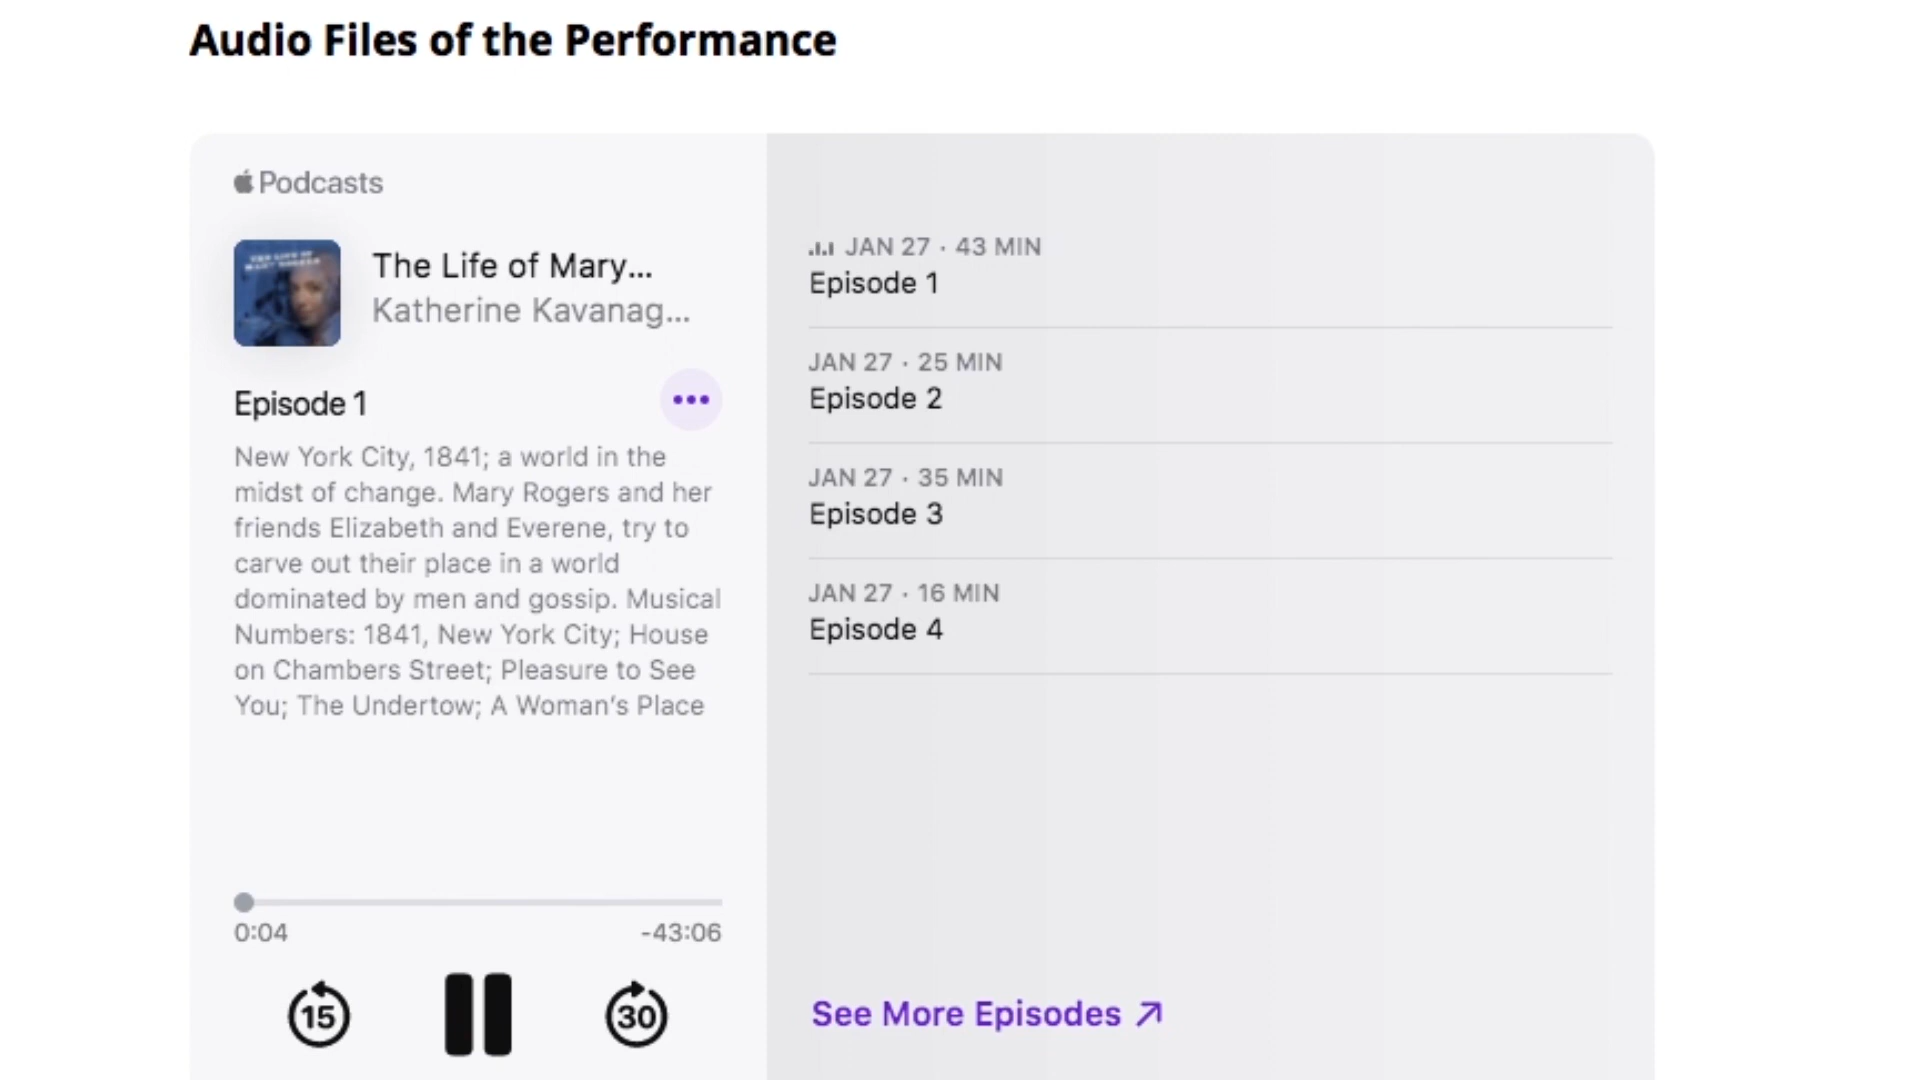 Audio Files of the Performance
Podcasts
The Life of Mary...
Katherine Kavanag...
Episode 1
New York City, 1841; a world in the
midst of change. Mary Rogers and her
friends Elizabeth and Everene, try to
carve out their place in a world
dominated by men and gossip. Musical
Numbers: 1841, New York City; House
on Chambers Street; Pleasure to See
You; The Undertow; A Woman’s Place
0:04
-43:06
15
30
JAN 27 · 43 MIN
Episode 1
JAN 27 · 25 MIN
Episode 2
JAN 27 · 35 MIN
Episode 3
JAN 27 · 16 MIN
Episode 4
See More Episodes